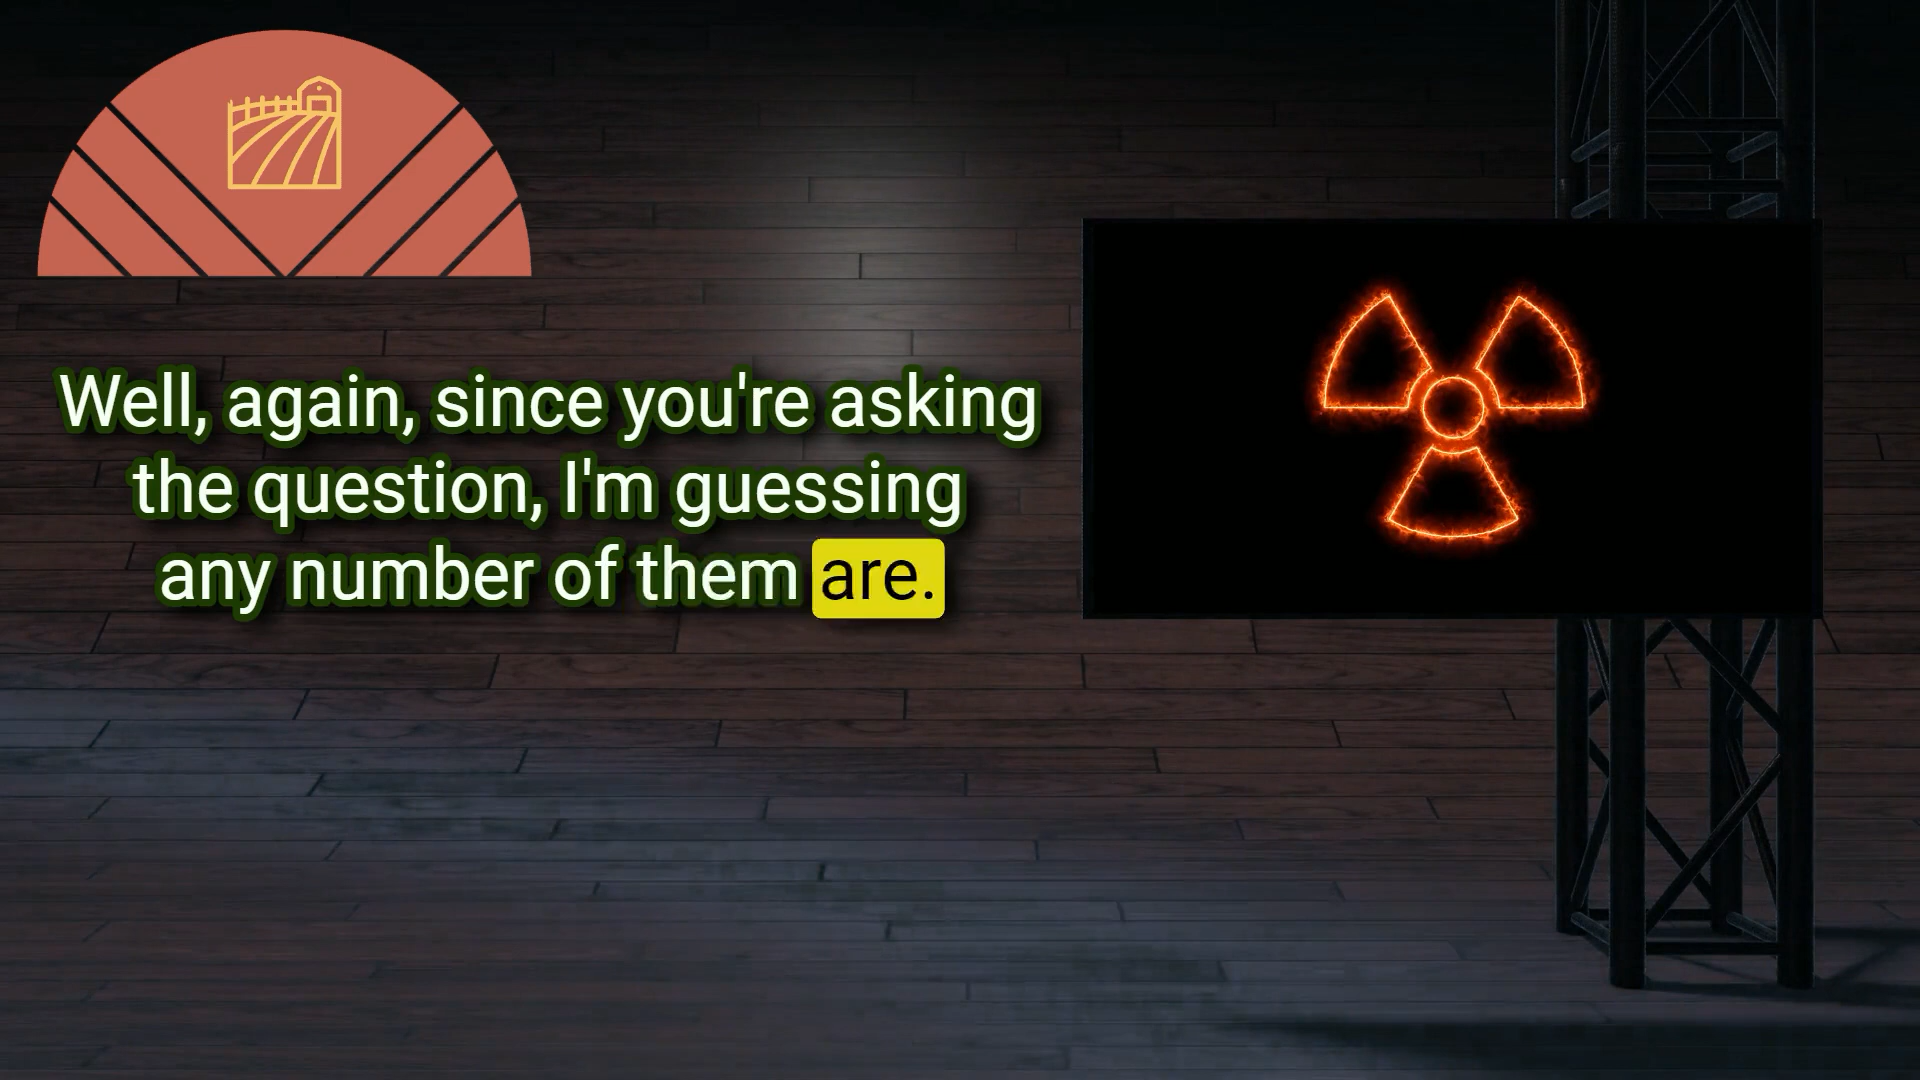 Well, again, since you're asking
the question, I'm guessing
any number of them are.